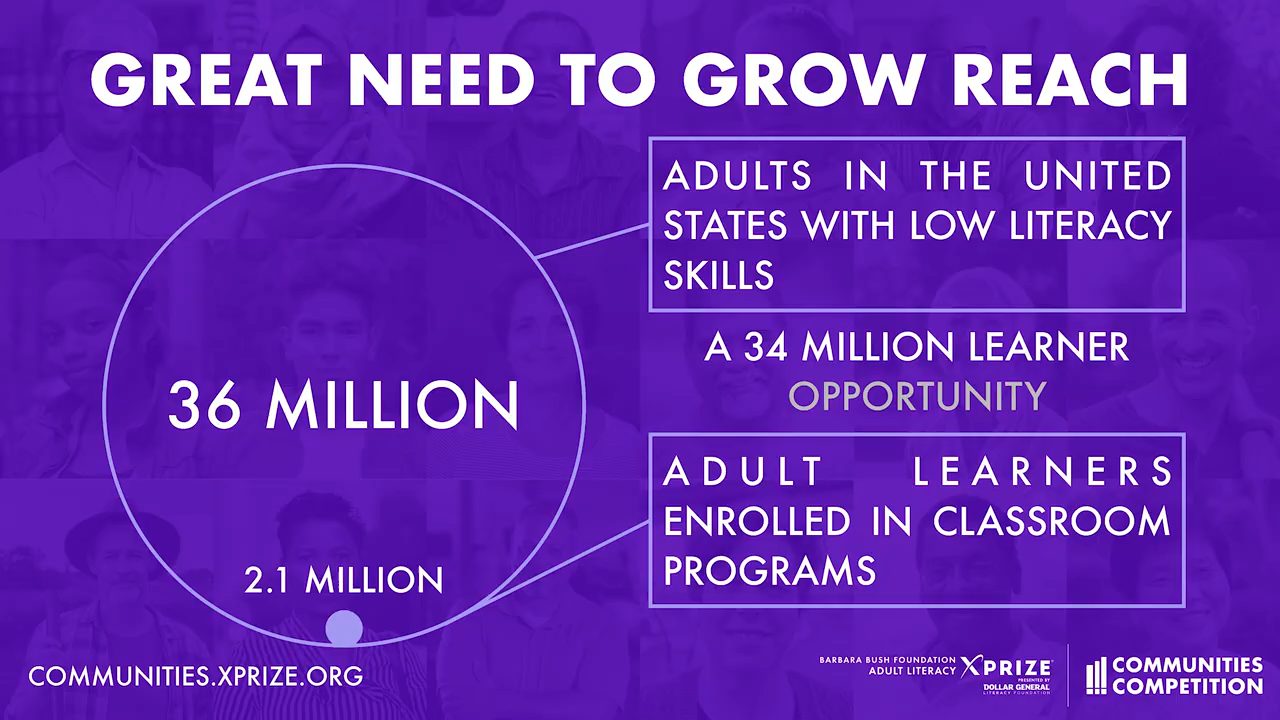 GREAT NEED TO GROW REACH
ADULTS IN THE UNITED
STATES WITH LOW LITERACY
SKILLS
36 MILLION
A 34 MILLION LEARNER
OPPORTUNITY
ADULT LEARNERS
ENROLLED IN CLASSROOM
PROGRAMS
2.1 MILLION
COMMUNITIES.XPRIZE.ORG
BARBARA BUSH FOUNDATION
ADULT LITERACY XPRIZE
PRESENTED BY
DOLLAR GENERAL
LITERACY FOUNDATION
COMMUNITIES
COMPETITION